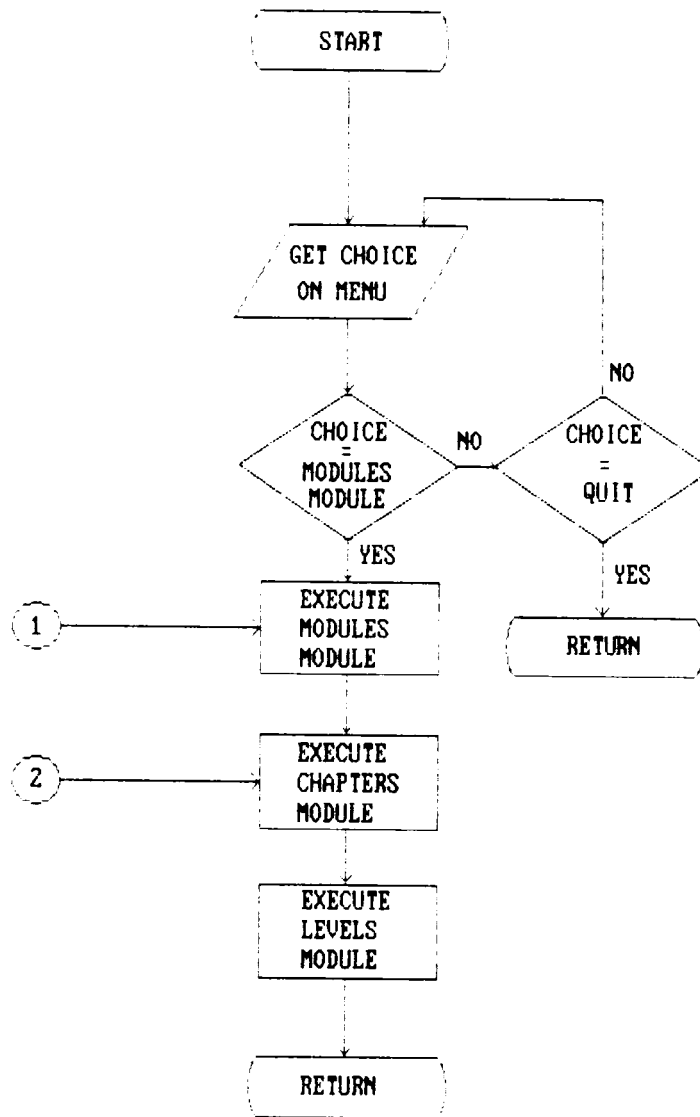 START
GET CHOICE
ON MENU
NO
CHOICE
=
MODULES
MODULE
NO
CHOICE
=
QUIT
YES
YES
EXECUTE
MODULES
MODULE
1
RETURN
EXECUTE
CHAPTERS
MODULE
2
EXECUTE
LEVELS
MODULE
RETURN